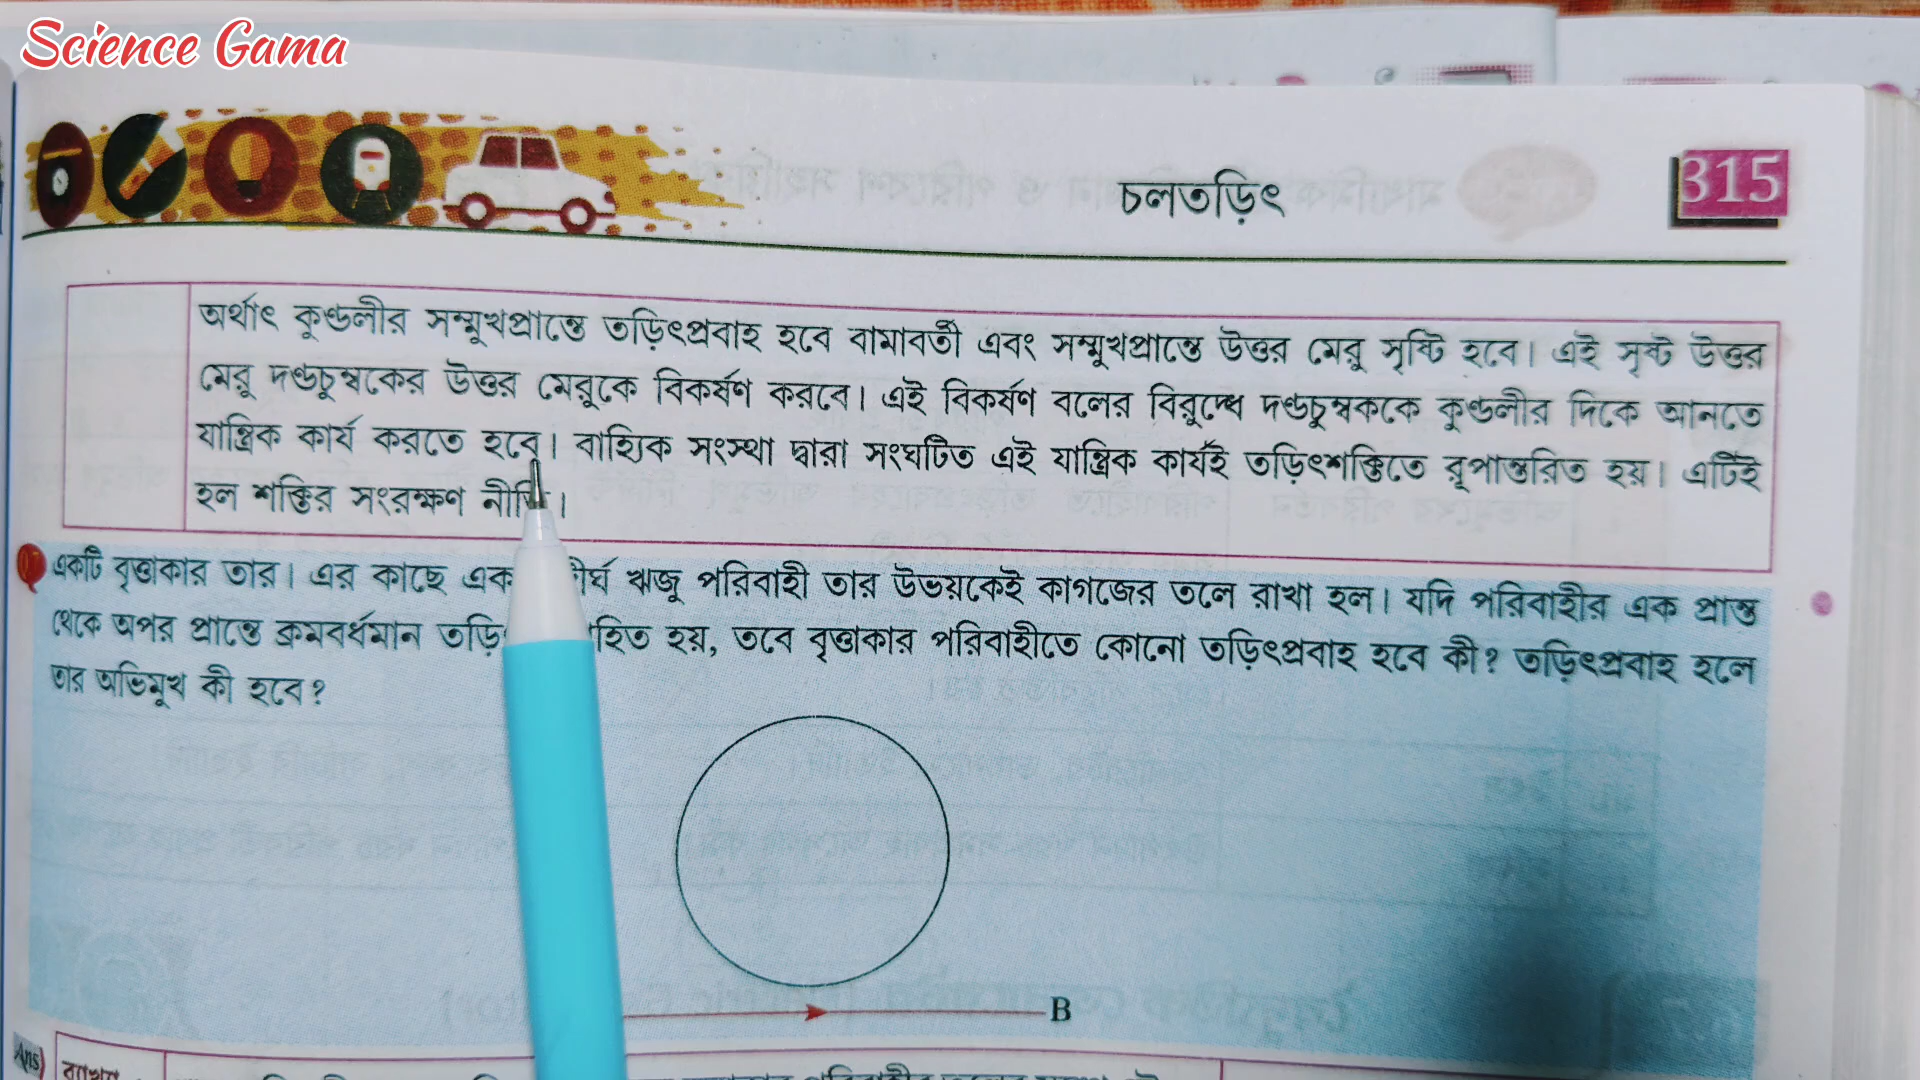 Science Gama
চলতড়িৎ
315
অর্থাৎ কুণ্ডলীর সম্মুখপ্রান্তে তড়িৎপ্রবাহ হবে বামাবর্তী এবং সম্মুখপ্রান্তে উত্তর মেরু সৃষ্টি হবে। এই সৃষ্ট উত্তর
মেরু দণ্ডচুম্বকের উত্তর মেরুকে বিকর্ষণ করবে। এই বিকর্ষণ বলের বিরুদ্ধে দণ্ডচুম্বককে কুণ্ডলীর দিকে আনতে
যান্ত্রিক কার্য করতে হবে। বাহ্যিক সংস্থা দ্বারা সংঘটিত এই যান্ত্রিক কার্যই তড়িৎশক্তিতে রূপান্তরিত হয়। এটিই
হল শক্তির সংরক্ষণ নীতি।
একটি বৃত্তাকার তার। এর কাছে ঋজু পরিবাহী তার উভয়কেই কাগজের তলে রাখা হল। যদি পরিবাহীর এক প্রান্ত
থেকে অপর প্রান্তে ক্রমবর্ধমান হয়, তবে বৃত্তাকার পরিবাহীতে কোনো তড়িৎপ্রবাহ হবে কী? তড়িৎপ্রবাহ হলে
তার অভিমুখ কী হবে?
B
Ans